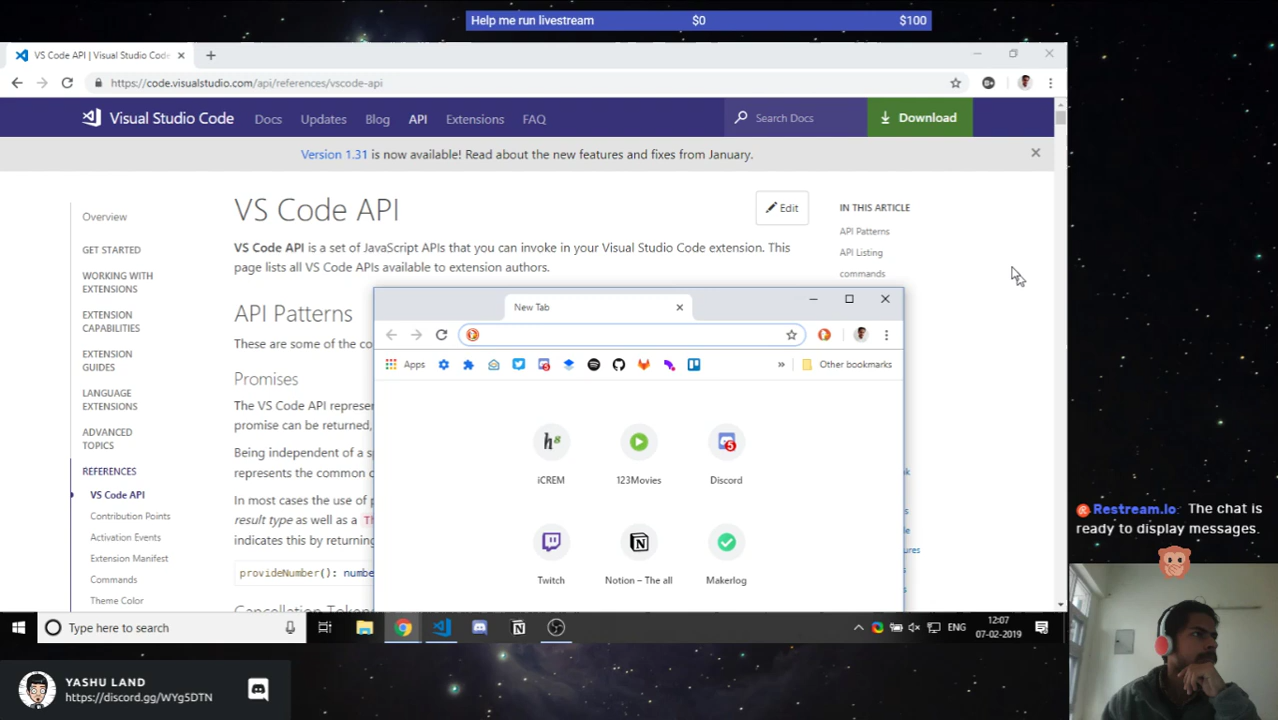 Help me run livestream $0 $100
VS Code API | Visual Studio Code
https://code.visualstudio.com/api/references/vscode-api
Visual Studio Code Docs Updates Blog API Extensions FAQ Search Docs Download
Version 1.31 is now available! Read about the new features and fixes from January.
Overview
GET STARTED
WORKING WITH
EXTENSIONS
EXTENSION
CAPABILITIES
EXTENSION
GUIDES
LANGUAGE
EXTENSIONS
ADVANCED
TOPICS
REFERENCES
VS Code API
Contribution Points
Activation Events
Extension Manifest
Commands
Theme Color
VS Code API
Edit
VS Code API is a set of JavaScript APIs that you can invoke in your Visual Studio Code extension. This
page lists all VS Code APIs available to extension authors.
API Patterns
These are some of the co
Promises
The VS Code API represen
promise can be returned,
Being independent of a s
represents the common c
In most cases the use of p
result type as well as a Th
indicates this by returning
provideNumber(): numbe
Cancellation Token
IN THIS ARTICLE
API Patterns
API Listing
commands
New Tab
Apps
Other bookmarks
h8
iCREM
123Movies
5
Discord
Twitch
Notion – The all
Makerlog
Type here to search
ENG
12:07
07-02-2019
Restream.io: The chat is
ready to display messages.
YASHU LAND
https://discord.gg/WYg5DTN